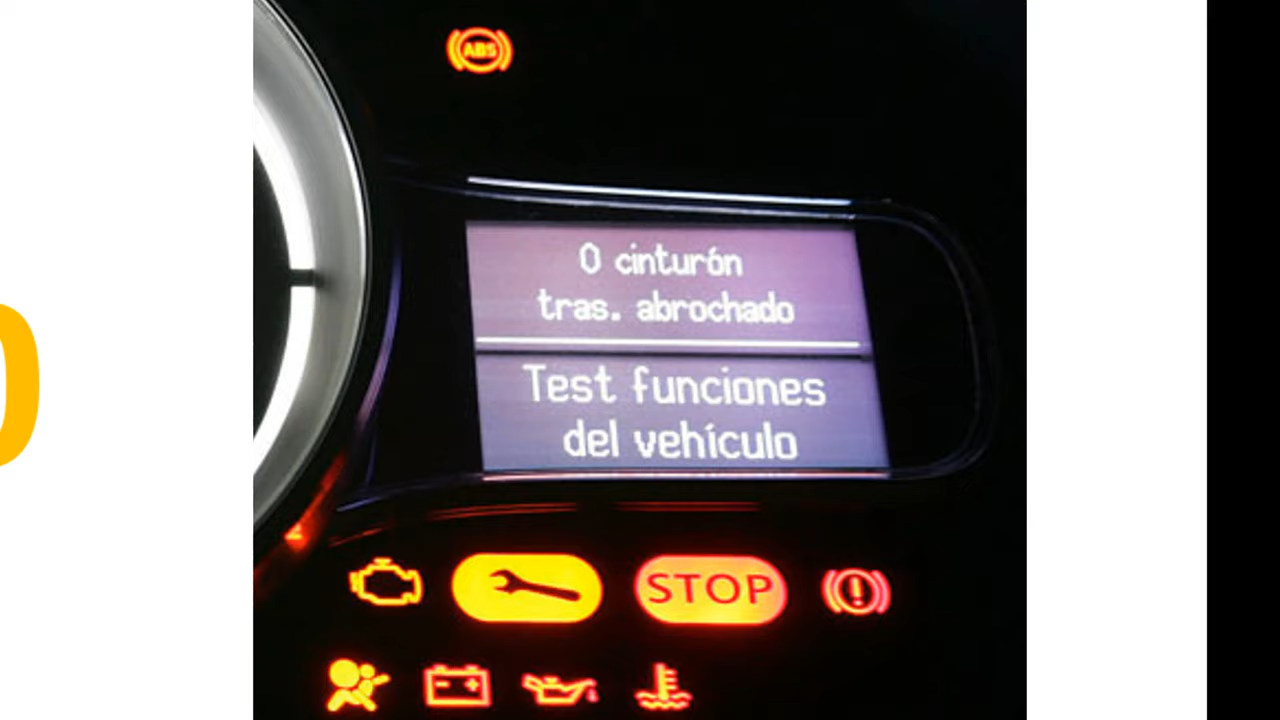 ABS
0 cinturón
tras. abrochado
Test funciones
del vehículo
STOP